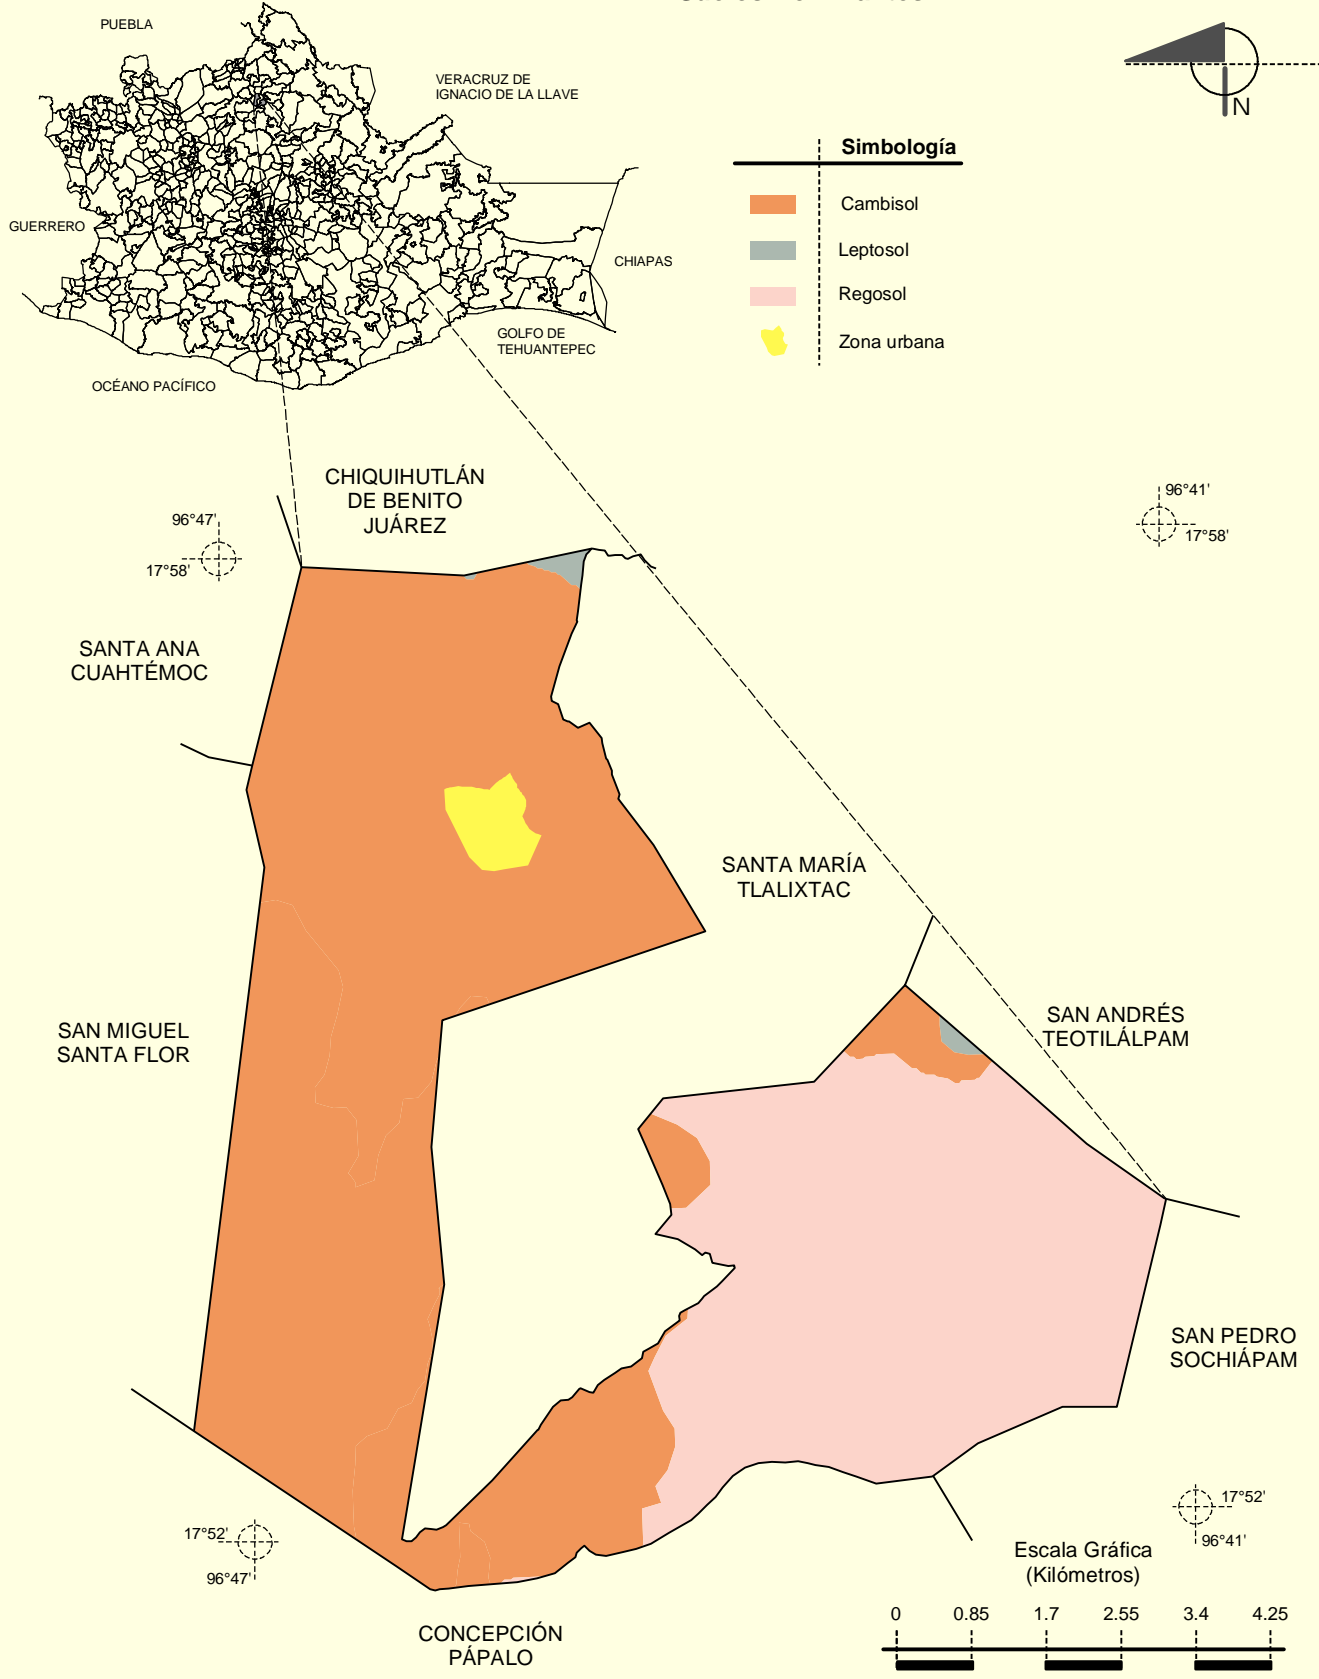 PUEBLA
VERACRUZ DE
IGNACIO DE LA LLAVE
N
Simbología
Cambisol
Leptosol
Regosol
Zona urbana
GUERRERO
CHIAPAS
GOLFO DE
TEHUANTEPEC
OCÉANO PACÍFICO
CHIQUIHUTLÁN
DE BENITO
JUÁREZ
96°47'
17°58'
96°41'
17°58'
SANTA ANA
CUAHTÉMOC
SANTA MARÍA
TLALIXTAC
SAN MIGUEL
SANTA FLOR
SAN ANDRÉS
TEOTILÁLPAM
SAN PEDRO
SOCHIÁPAM
17°52'
96°47'
17°52'
96°41'
Escala Gráfica
(Kilómetros)
0 0.85 1.7 2.55 3.4 4.25
CONCEPCIÓN
PÁPALO